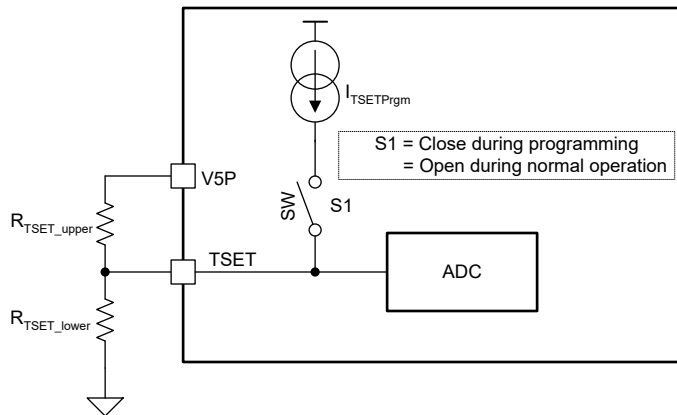 I_TSETPrgm
S1 = Close during programming
= Open during normal operation
V5P
SW
S1
R_TSET_upper
TSET
ADC
R_TSET_lower